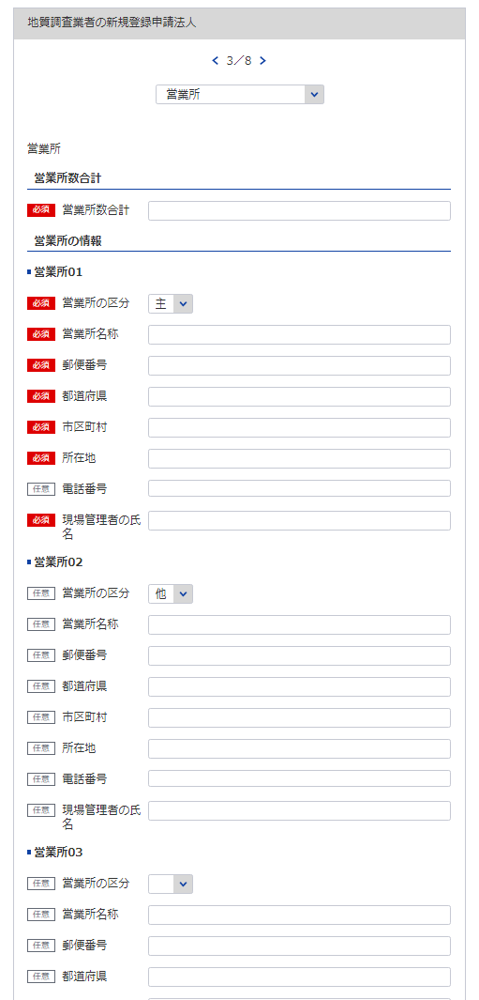 地質調査業者の新規登録申請法人
3／8
営業所
営業所
営業所数合計
必須 営業所数合計
営業所の情報
営業所01
必須 営業所の区分 主
必須 営業所名称
必須 郵便番号
必須 都道府県
必須 市区町村
必須 所在地
任意 電話番号
必須 現場管理者の氏
名
営業所02
任意 営業所の区分 他
任意 営業所名称
任意 郵便番号
任意 都道府県
任意 市区町村
任意 所在地
任意 電話番号
任意 現場管理者の氏
名
営業所03
任意 営業所の区分
任意 営業所名称
任意 郵便番号
任意 都道府県